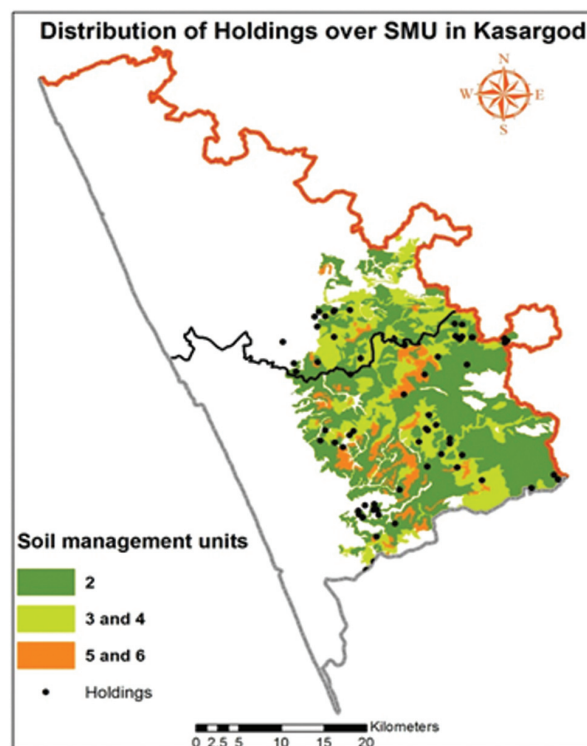 Distribution of Holdings over SMU in Kasargod
N
W E
S
Soil management units
2
3 and 4
5 and 6
Holdings
Kilometers
0 2.5 5 10 15 20